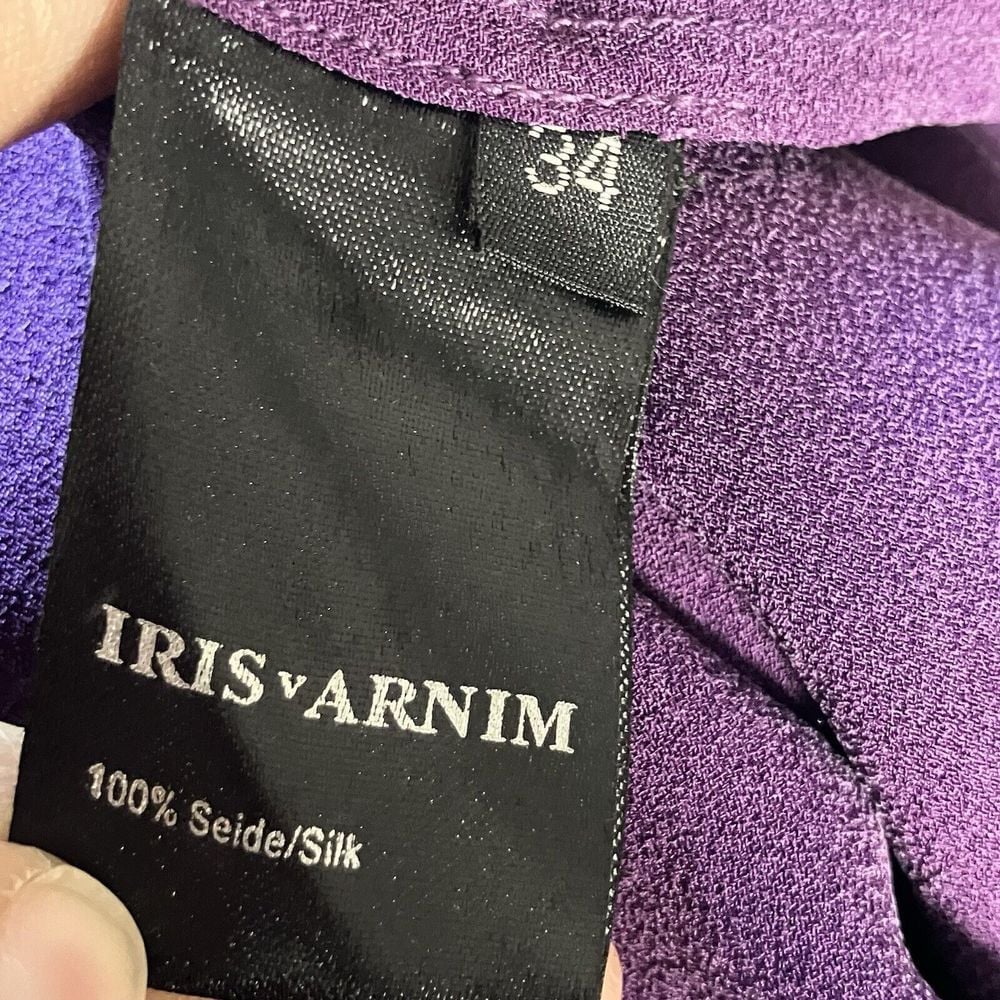 34
IRIS v ARNIM
100% Seide/Silk